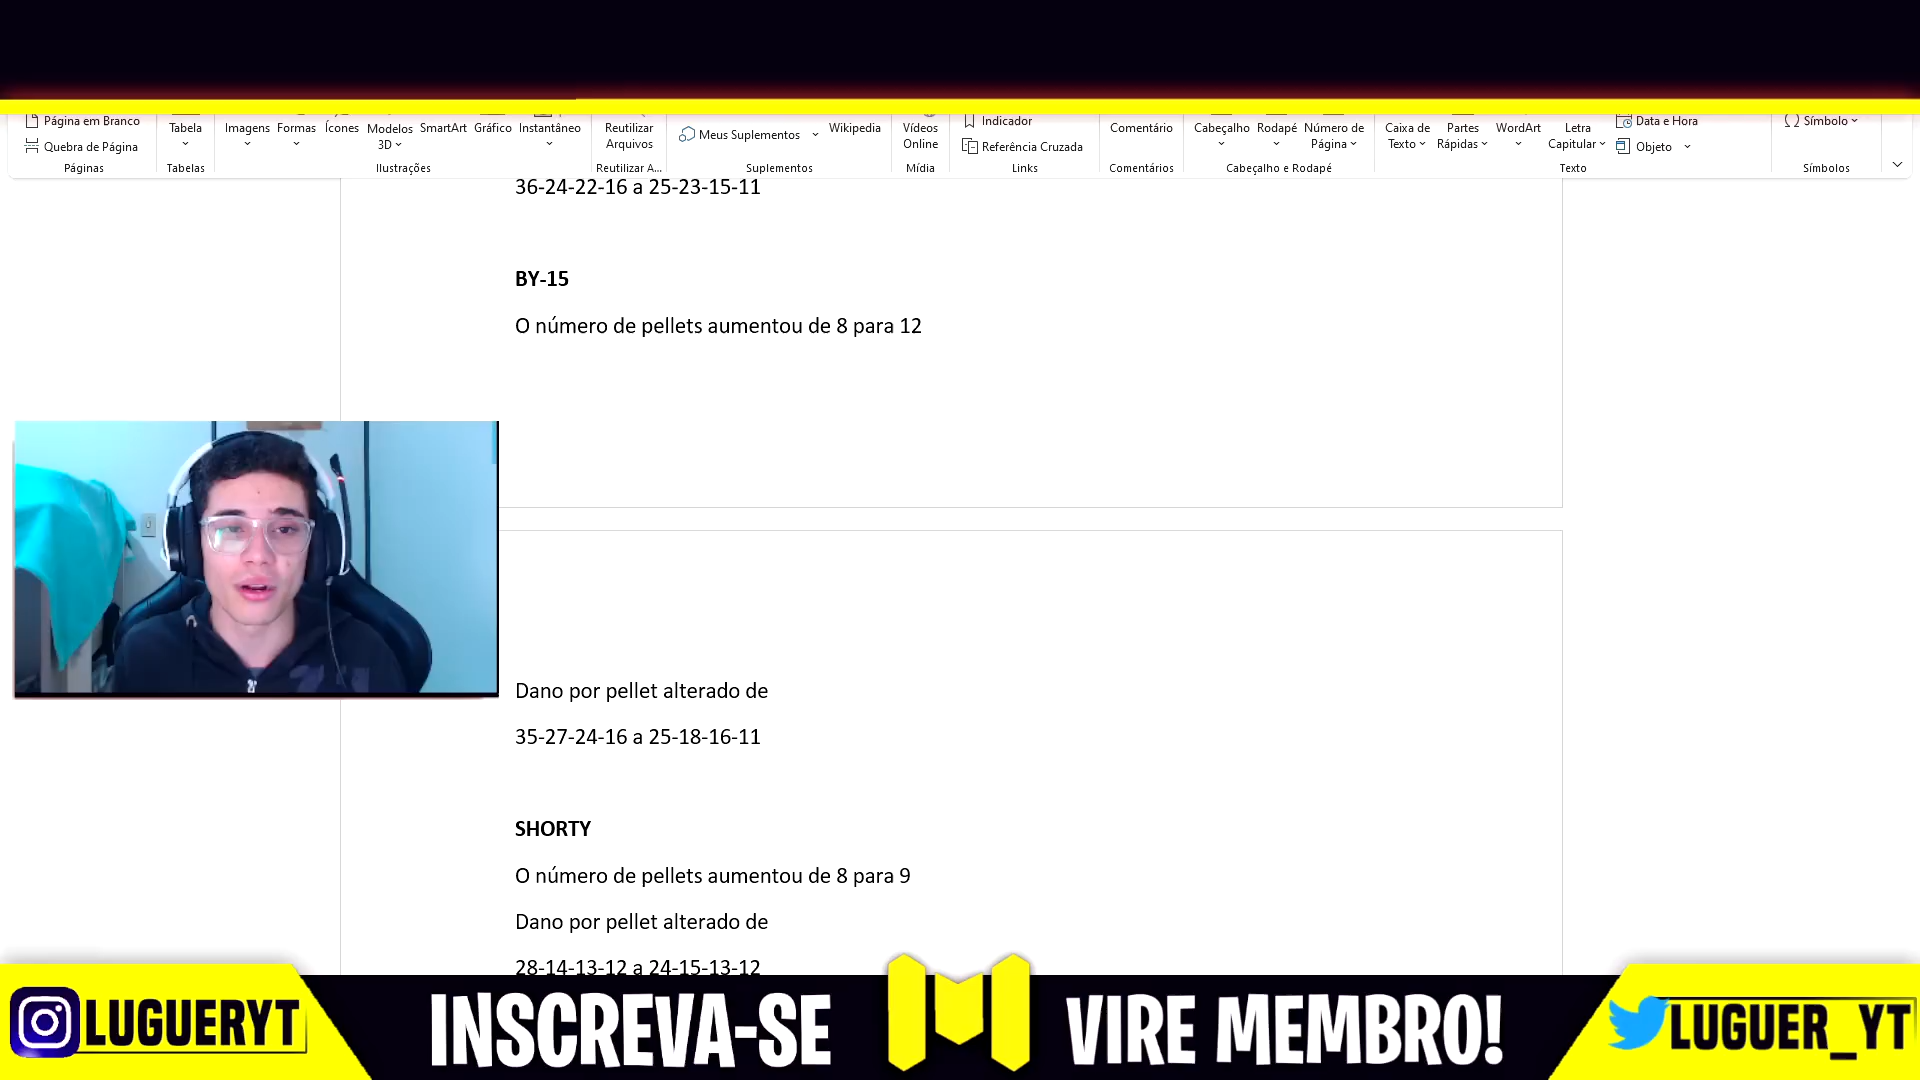 Página em Branco
Quebra de Página
Páginas
Tabela
Tabelas
Imagens
Formas
Ícones
Modelos
3D
SmartArt
Gráfico
Instantâneo
Ilustrações
Reutilizar
Arquivos
Reutilizar A...
Meus Suplementos
Wikipedia
Suplementos
Vídeos
Online
Mídia
Indicador
Referência Cruzada
Links
Comentário
Comentários
Cabeçalho
Rodapé
Número de
Página
Cabeçalho e Rodapé
Caixa de
Texto
Partes
Rápidas
WordArt
Letra
Capitular
Data e Hora
Objeto
Texto
Símbolo
Símbolos
36-24-22-16 a 25-23-15-11
BY-15
O número de pellets aumentou de 8 para 12
Dano por pellet alterado de
35-27-24-16 a 25-18-16-11
SHORTY
O número de pellets aumentou de 8 para 9
Dano por pellet alterado de
28-14-13-12 a 24-15-13-12
LUGUERYT
INSCREVA-SE
VIRE MEMBRO!
LUGUER_YT